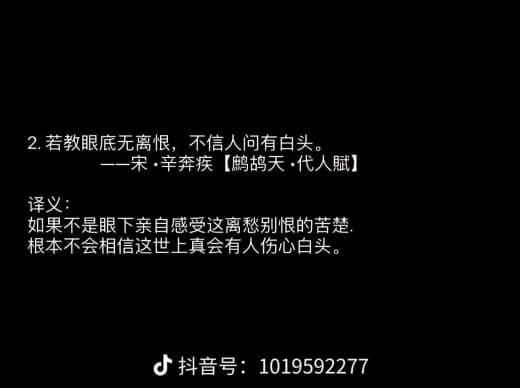 2. 若教眼底无离恨，不信人问有白头。
——宋 •辛奔疾【鹧鸪天 •代人賦】
译义：
如果不是眼下亲自感受这离愁别恨的苦楚.
根本不会相信这世上真会有人伤心白头。
抖音号：1019592277